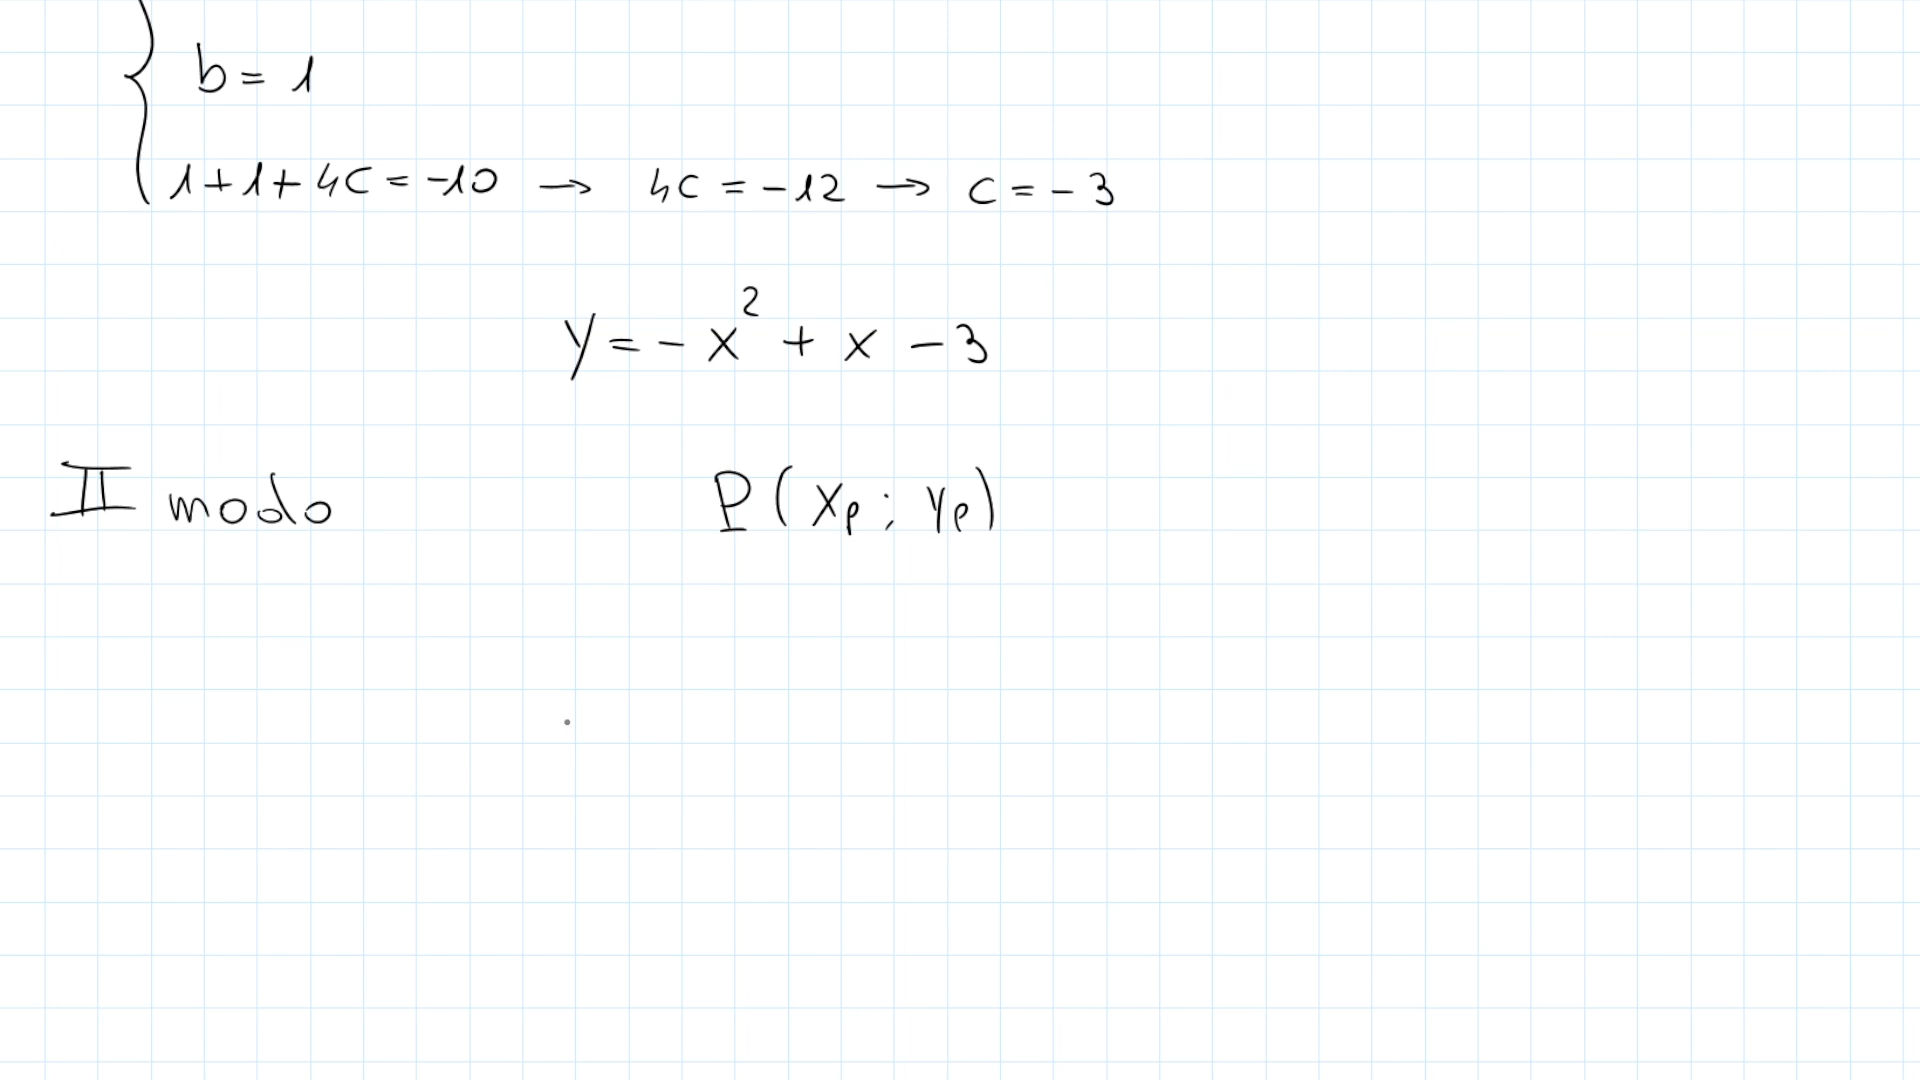 b = 1
1+1+4c = -10 → 4c = -12 → c = -3
y = -x² + x - 3
II modo P(xₚ; yₚ)